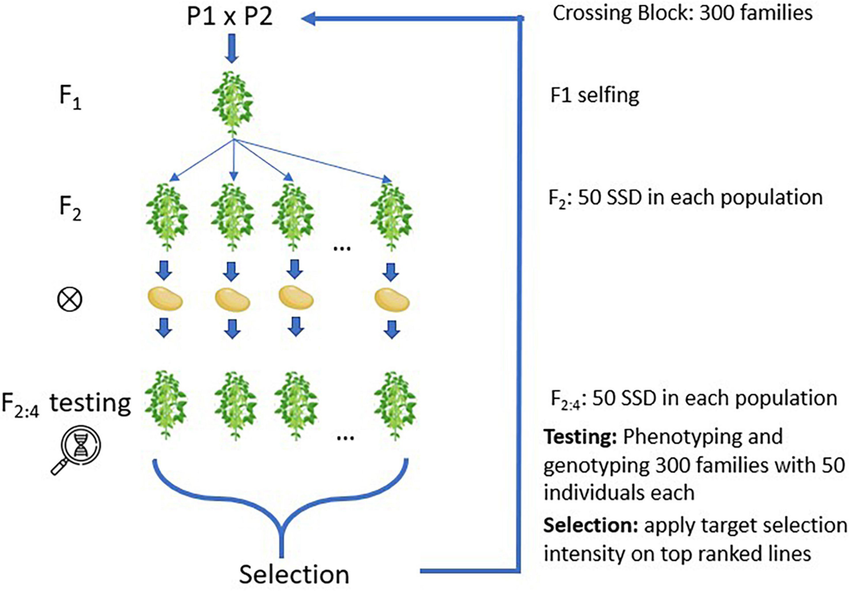 P1 x P2
Crossing Block: 300 families
F1
F1 selfing
F2
F2: 50 SSD in each population
...
F2:4 testing
...
F2:4: 50 SSD in each population
Testing: Phenotyping and
genotyping 300 families with 50
individuals each
Selection: apply target selection
intensity on top ranked lines
Selection